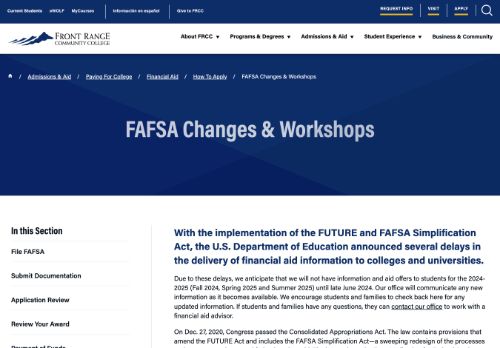 Current Students eWOLF MyCourses Información en español Give to FRCC REQUEST INFO VISIT APPLY
FRONT RANGE
COMMUNITY COLLEGE
About FRCC Programs & Degrees Admissions & Aid Student Experience Business & Community
/ Admissions & Aid / Paying For College / Financial Aid / How To Apply / FAFSA Changes & Workshops
FAFSA Changes & Workshops
In this Section
File FAFSA
Submit Documentation
Application Review
Review Your Award
Payment of Funds
With the implementation of the FUTURE and FAFSA Simplification
Act, the U.S. Department of Education announced several delays in
the delivery of financial aid information to colleges and universities.
Due to these delays, we anticipate that we will not have information and aid offers to students for the 2024-
2025 (Fall 2024, Spring 2025 and Summer 2025) until late June 2024. Our office will communicate any new
information as it becomes available. We encourage students and families to check back here for any
updated information. If students and families have any questions, they can contact our office to work with a
financial aid advisor.
On Dec. 27, 2020, Congress passed the Consolidated Appropriations Act. The law contains provisions that
amend the FUTURE Act and includes the FAFSA Simplification Act—a sweeping redesign of the processes